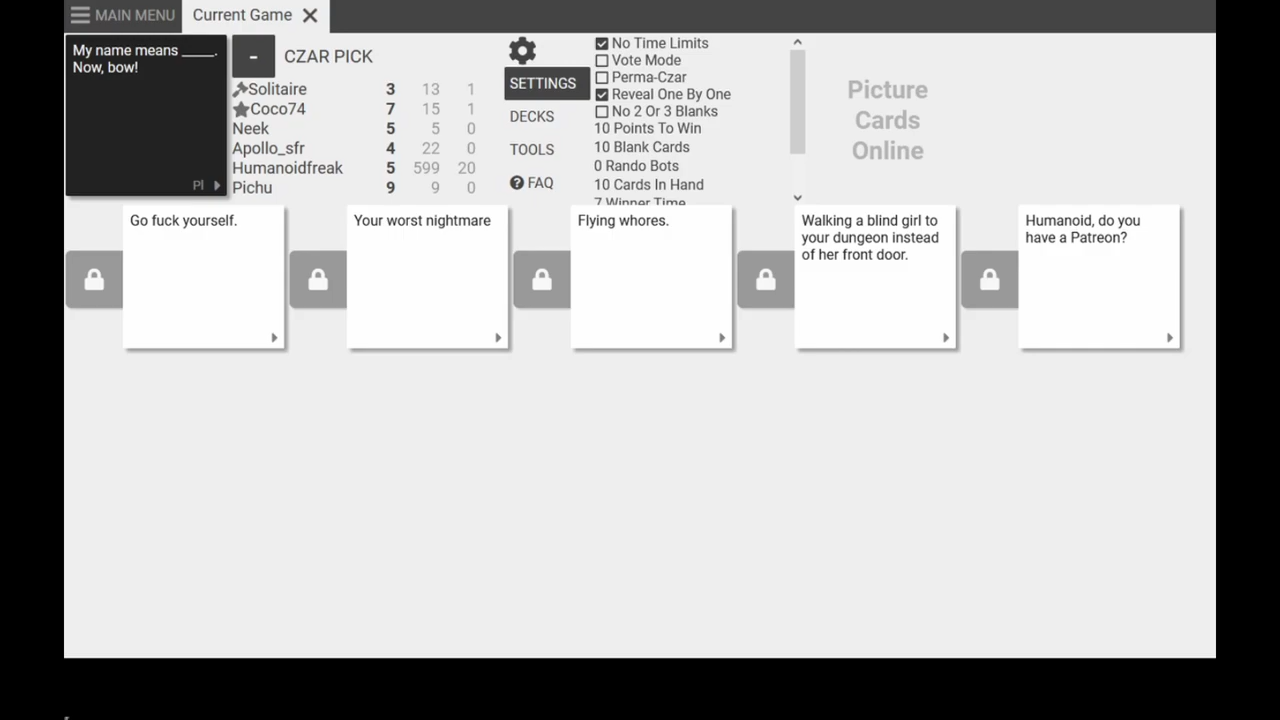 MAIN MENU
Current Game
My name means _____.
Now, bow!
Pl
-
CZAR PICK
Solitaire 3 13 1
Coco74 7 15 1
Neek 5 5 0
Apollo_sfr 4 22 0
Humanoidfreak 5 599 20
Pichu 9 9 0
SETTINGS
DECKS
TOOLS
FAQ
No Time Limits
Vote Mode
Perma-Czar
Reveal One By One
No 2 Or 3 Blanks
10 Points To Win
10 Blank Cards
0 Rando Bots
10 Cards In Hand
7 Winner Time
Picture
Cards
Online
Go fuck yourself.
Your worst nightmare
Flying whores.
Walking a blind girl to
your dungeon instead
of her front door.
Humanoid, do you
have a Patreon?